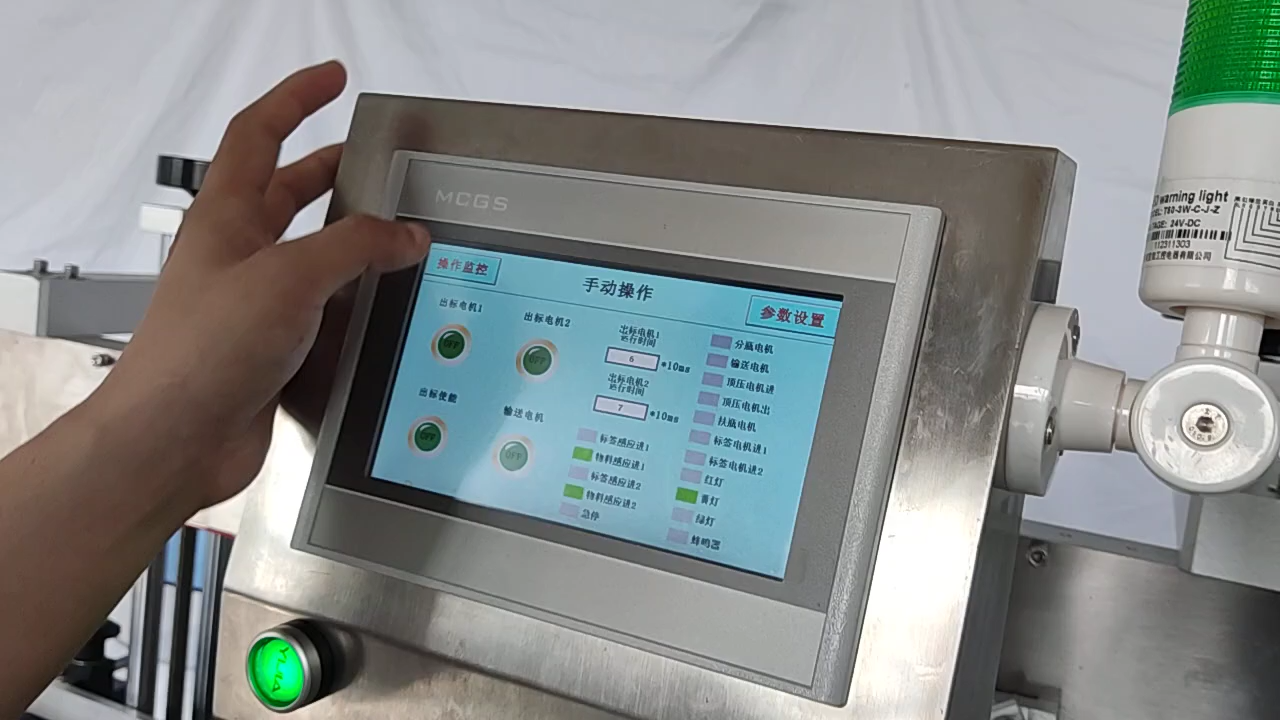 MCGS
操作监控
手动操作
参数设置
出标电机1
出标电机2
出标电机1
运行时间
6
*10ms
出标电机2
运行时间
7
*10ms
OFF
OFF
出标使能
输送电机
OFF
OFF
标签感应进1
物料感应进1
标签感应进2
物料感应进2
急停
分瓶电机
输送电机
顶压电机进
顶压电机出
扶瓶电机
标签电机进1
标签电机进2
红灯
黄灯
绿灯
蜂鸣器
warning light
T60-3W-C-J-Z
24V-DC
112311303